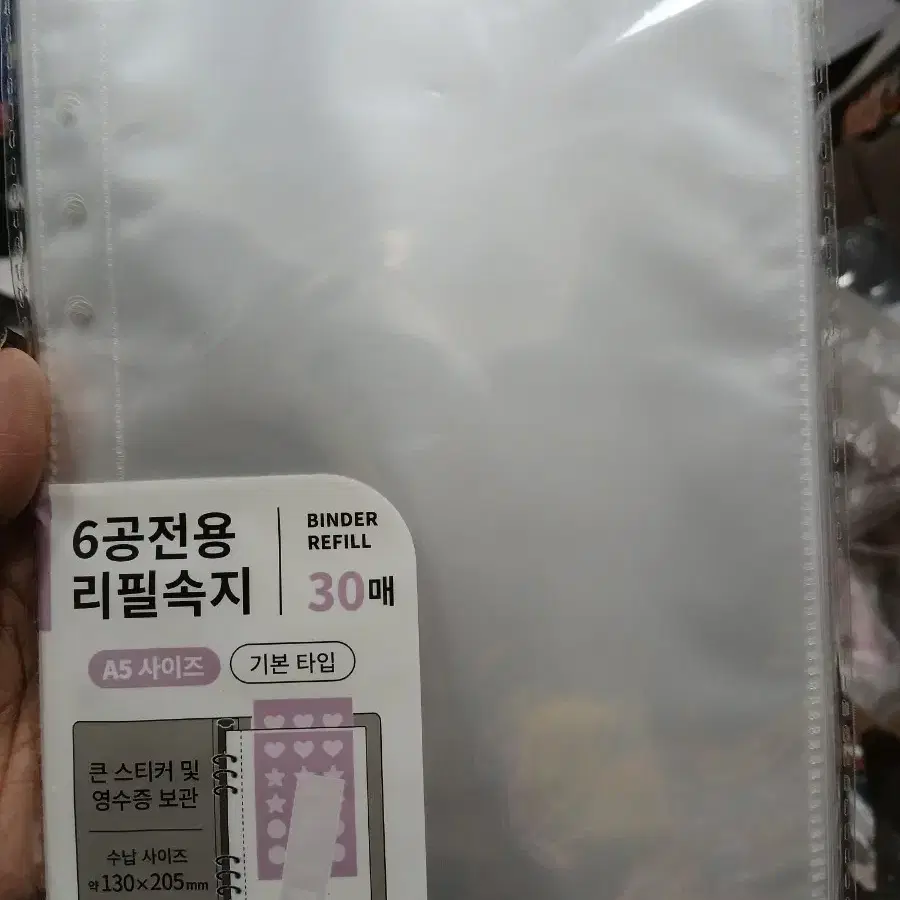 6공전용
리필속지
BINDER
REFILL
30매
A5 사이즈
기본 타입
큰 스티커 및
영수증 보관
수납 사이즈
약 130×205mm